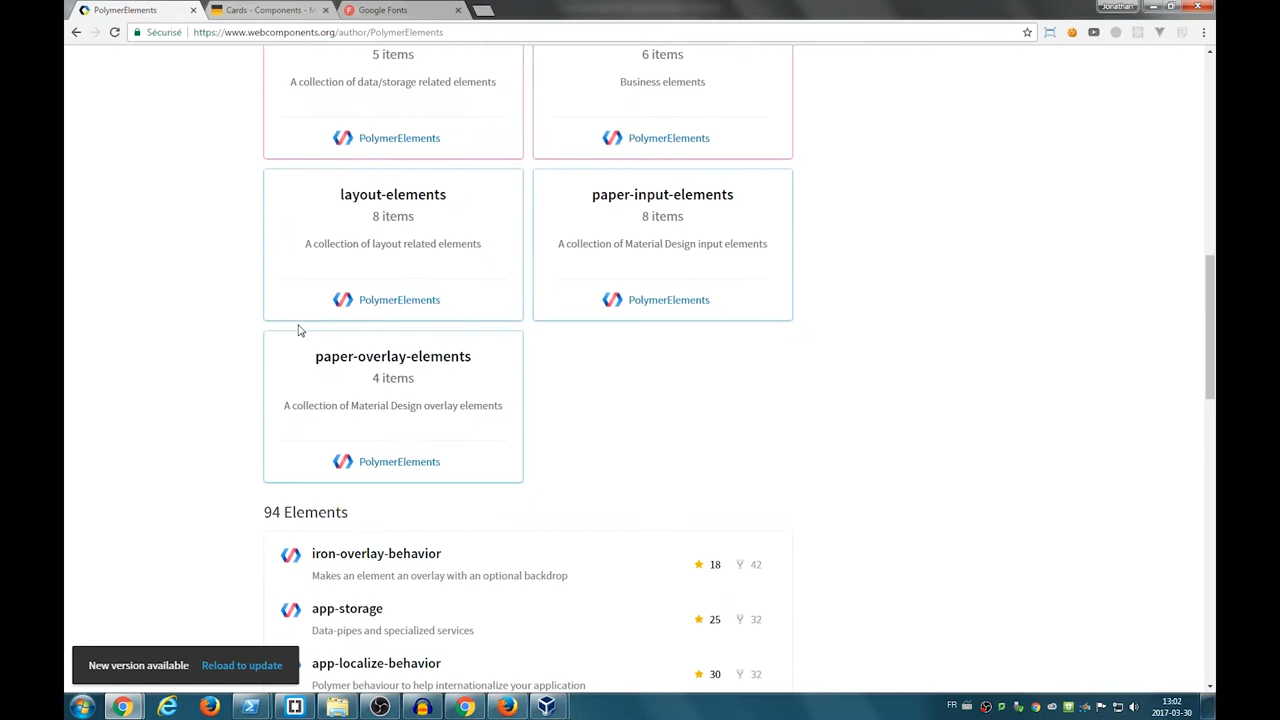 PolymerElements
Cards - Components - M
Google Fonts
Jonathan
Sécurisé
https://www.webcomponents.org/author/PolymerElements
5 items
A collection of data/storage related elements
PolymerElements
6 items
Business elements
PolymerElements
layout-elements
8 items
A collection of layout related elements
PolymerElements
paper-input-elements
8 items
A collection of Material Design input elements
PolymerElements
paper-overlay-elements
4 items
A collection of Material Design overlay elements
PolymerElements
94 Elements
iron-overlay-behavior
18 42
Makes an element an overlay with an optional backdrop
app-storage
25 32
Data-pipes and specialized services
app-localize-behavior
30 32
Polymer behaviour to help internationalize your application
New version available Reload to update
FR
13:02
2017-03-30